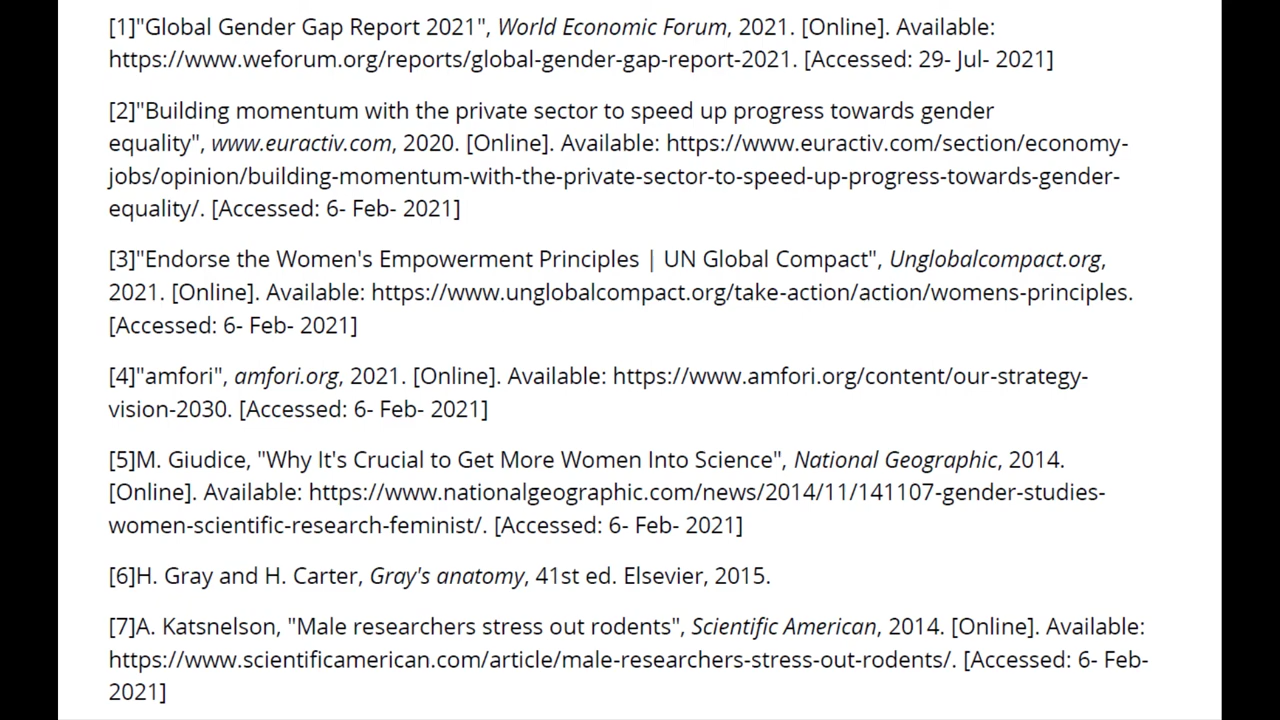 [1]"Global Gender Gap Report 2021", World Economic Forum, 2021. [Online]. Available:
https://www.weforum.org/reports/global-gender-gap-report-2021. [Accessed: 29- Jul- 2021]
[2]"Building momentum with the private sector to speed up progress towards gender
equality", www.euractiv.com, 2020. [Online]. Available: https://www.euractiv.com/section/economy-
jobs/opinion/building-momentum-with-the-private-sector-to-speed-up-progress-towards-gender-
equality/. [Accessed: 6- Feb- 2021]
[3]"Endorse the Women's Empowerment Principles | UN Global Compact", Unglobalcompact.org,
2021. [Online]. Available: https://www.unglobalcompact.org/take-action/action/womens-principles.
[Accessed: 6- Feb- 2021]
[4]"amfori", amfori.org, 2021. [Online]. Available: https://www.amfori.org/content/our-strategy-
vision-2030. [Accessed: 6- Feb- 2021]
[5]M. Giudice, "Why It's Crucial to Get More Women Into Science", National Geographic, 2014.
[Online]. Available: https://www.nationalgeographic.com/news/2014/11/141107-gender-studies-
women-scientific-research-feminist/. [Accessed: 6- Feb- 2021]
[6]H. Gray and H. Carter, Gray's anatomy, 41st ed. Elsevier, 2015.
[7]A. Katsnelson, "Male researchers stress out rodents", Scientific American, 2014. [Online]. Available:
https://www.scientificamerican.com/article/male-researchers-stress-out-rodents/. [Accessed: 6- Feb-
2021]